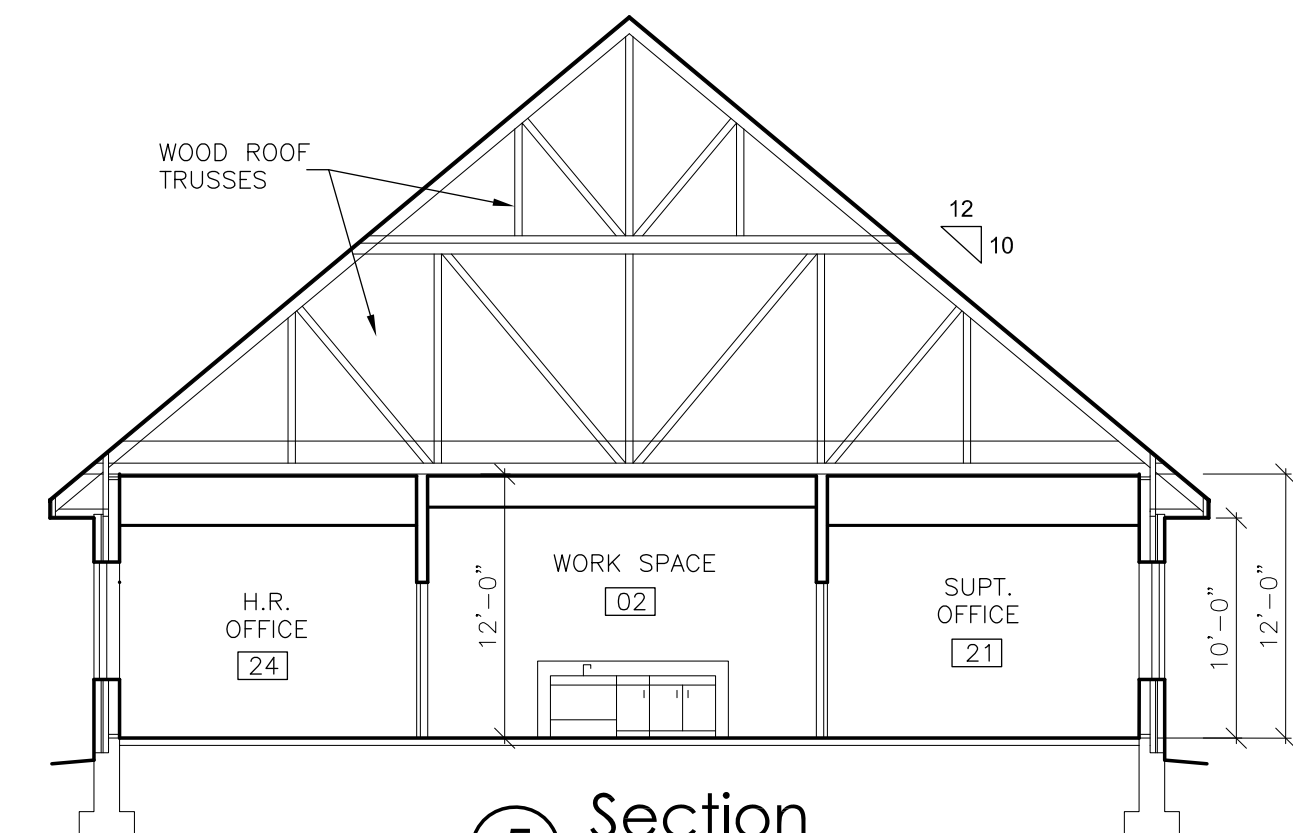 WOOD ROOF
TRUSSES
12
10
WORK SPACE
02
H.R.
OFFICE
24
SUPT.
OFFICE
21
12'-0"
10'-0"
12'-0"
Section